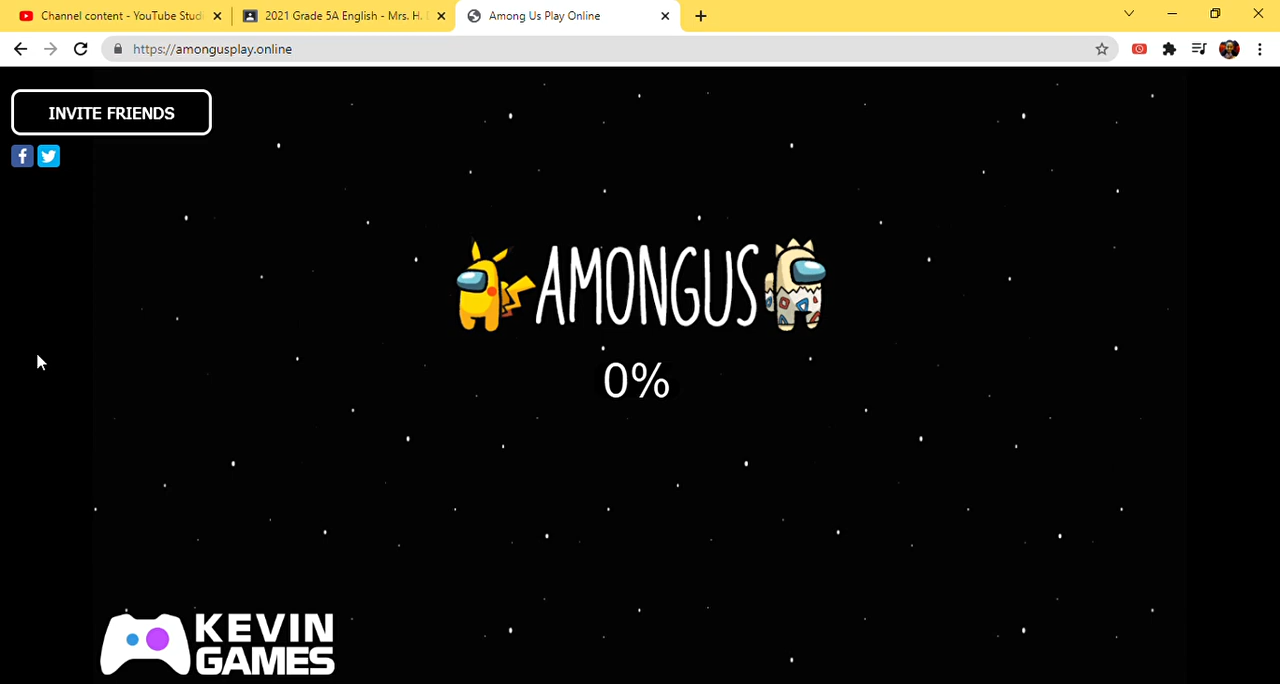 Channel content - YouTube Studi
2021 Grade 5A English - Mrs. H.
Among Us Play Online
https://amongusplay.online
INVITE FRIENDS
AMONGUS
0%
KEVIN
GAMES